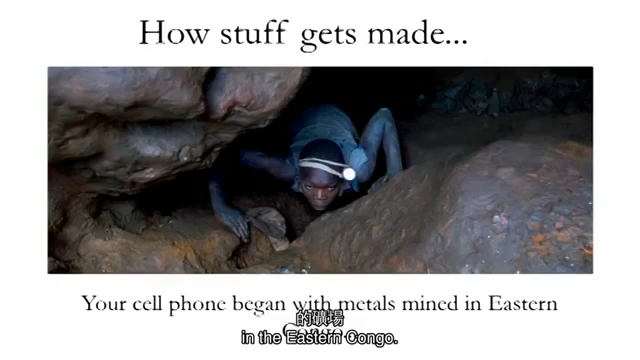 How stuff gets made...
Your cell phone began with metals mined in Eastern
的礦場
in the Eastern Congo.